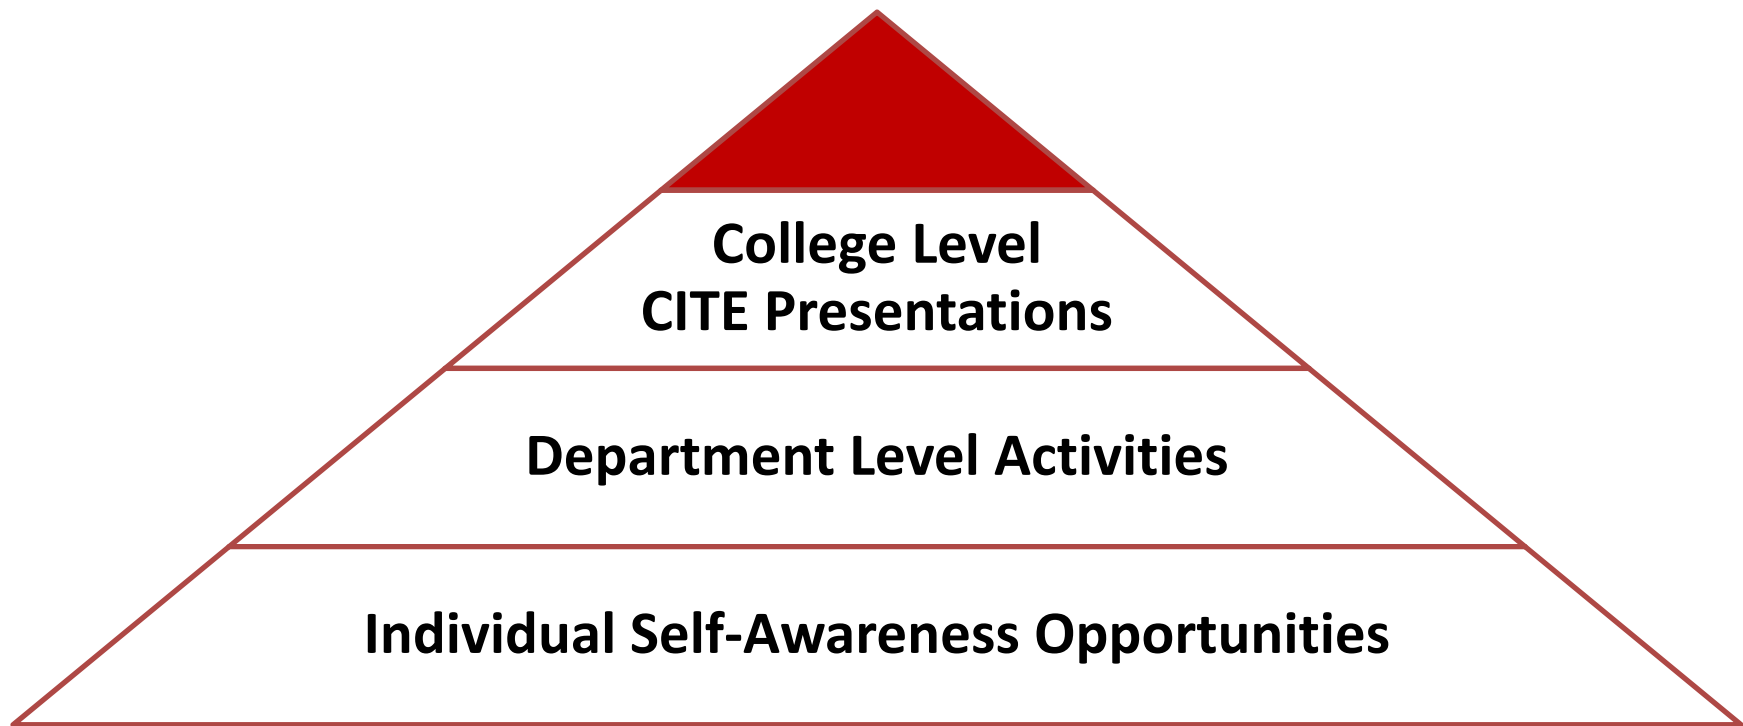 College Level
CITE Presentations
Department Level Activities
Individual Self-Awareness Opportunities